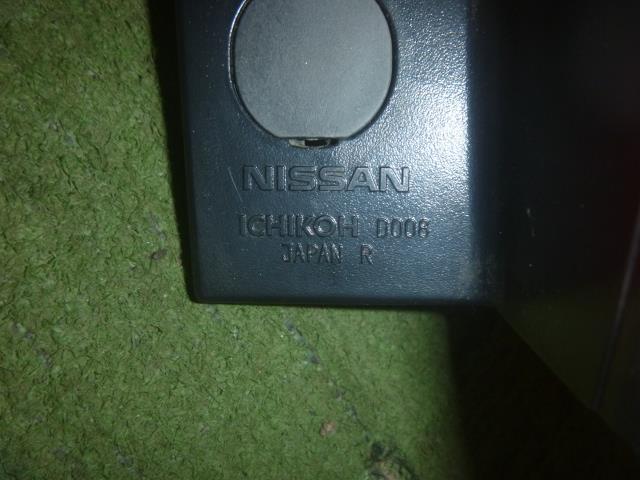 NISSAN
ICHIKOH D006
JAPAN R